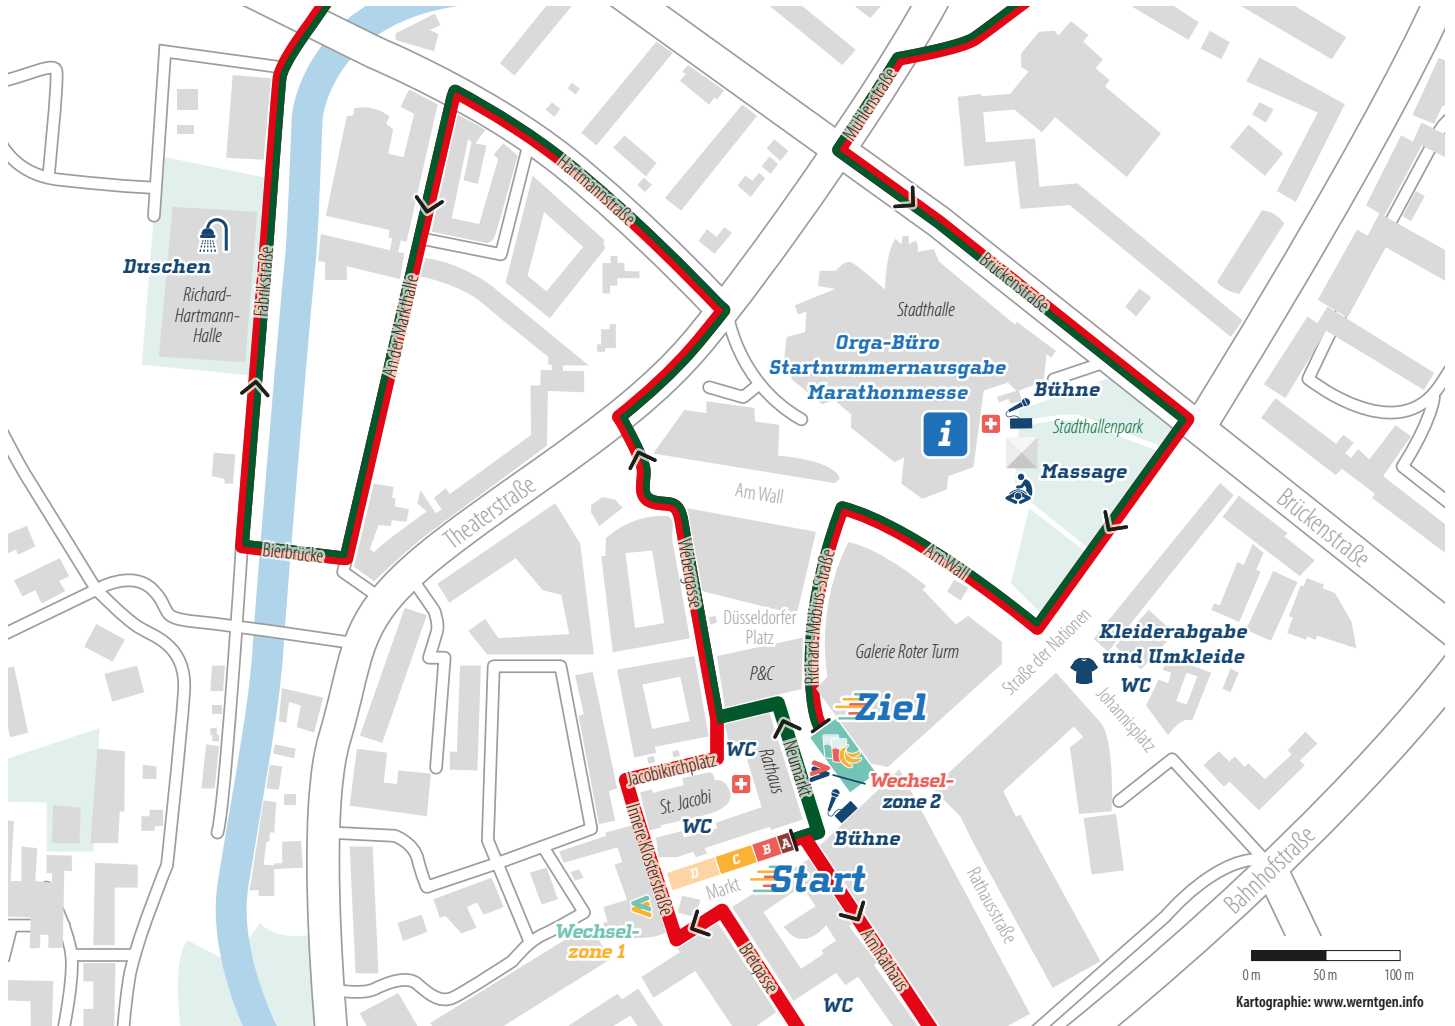 Mühlenstraße
Hartmannstraße
Duschen
Richard-
Hartmann-
Halle
Fabrikstraße
An der Markthalle
Brückenstraße
Stadthalle
Orga-Büro
Startnummernausgabe
Marathonmesse
i
Bühne
Stadthallenpark
Massage
Am Wall
Theaterstraße
Brückenstraße
Bierbrücke
Webergasse
Richard-Möbius-Straße
Am Wall
Düsseldorfer
Platz
P&C
Galerie Roter Turm
Straße der Nationen
Kleiderabgabe
und Umkleide
WC
Johannisplatz
Ziel
WC
Rathaus
Neumarkt
Jacobikirchplatz
St. Jacobi
WC
Wechsel-
zone 2
Bühne
Innere Klosterstraße
D
C
B
A
Markt
Start
Rathausstraße
Bahnhofstraße
Wechsel-
zone 1
Bretgasse
Am Rathaus
WC
0 m
50 m
100 m
Kartographie: www.werntgen.info